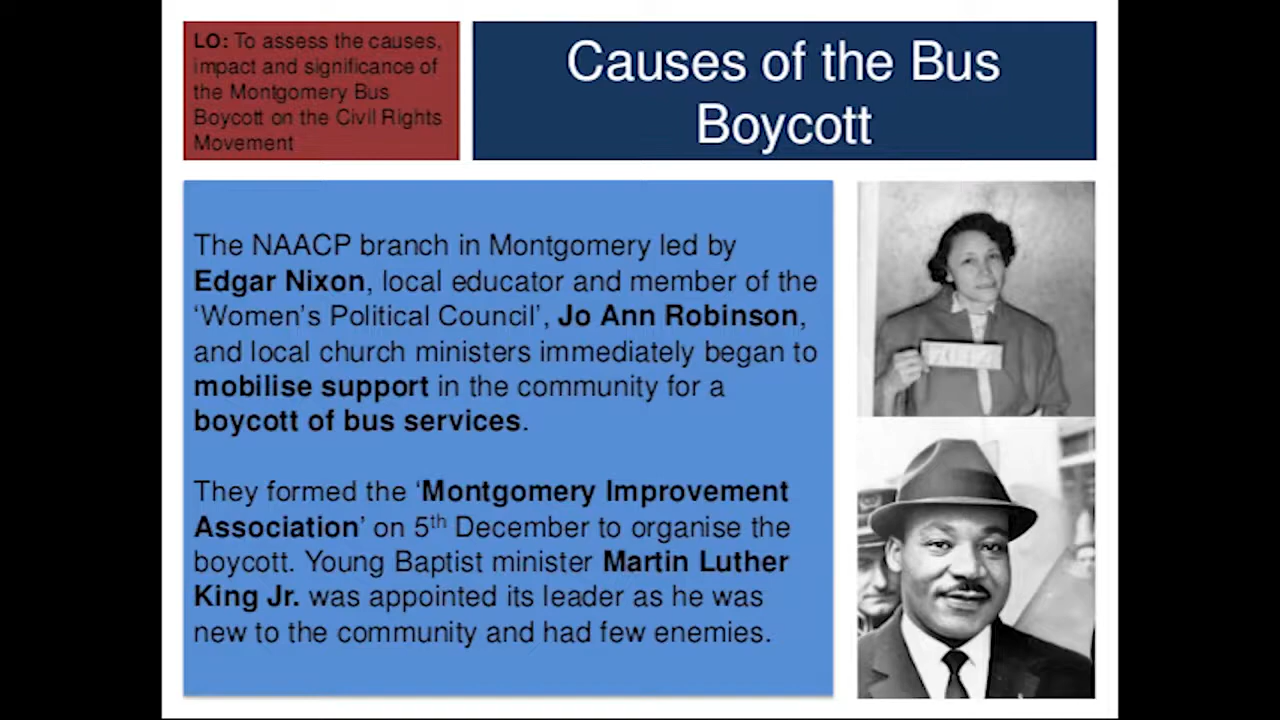 LO: To assess the causes,
impact and significance of
the Montgomery Bus
Boycott on the Civil Rights
Movement
Causes of the Bus
Boycott
The NAACP branch in Montgomery led by
Edgar Nixon, local educator and member of the
‘Women’s Political Council’, Jo Ann Robinson,
and local church ministers immediately began to
mobilise support in the community for a
boycott of bus services.
They formed the ‘Montgomery Improvement
Association’ on 5th December to organise the
boycott. Young Baptist minister Martin Luther
King Jr. was appointed its leader as he was
new to the community and had few enemies.